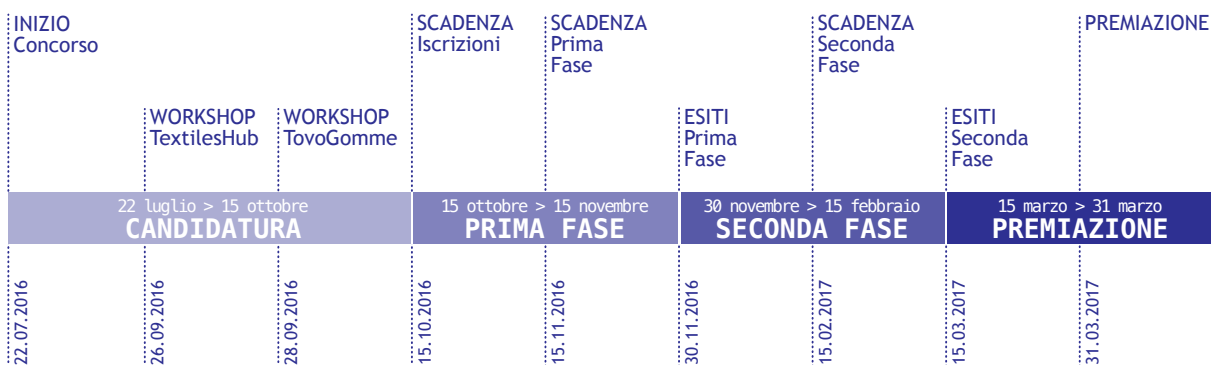 INIZIO
Concorso
SCADENZA
Iscrizioni
SCADENZA
Prima
Fase
SCADENZA
Seconda
Fase
PREMIAZIONE
WORKSHOP
TextilesHub
WORKSHOP
TovoGomme
ESITI
Prima
Fase
ESITI
Seconda
Fase
22 luglio > 15 ottobre
CANDIDATURA
15 ottobre > 15 novembre
PRIMA FASE
30 novembre > 15 febbraio
SECONDA FASE
15 marzo > 31 marzo
PREMIAZIONE
22.07.2016
26.09.2016
28.09.2016
15.10.2016
15.11.2016
30.11.2016
15.02.2017
15.03.2017
31.03.2017